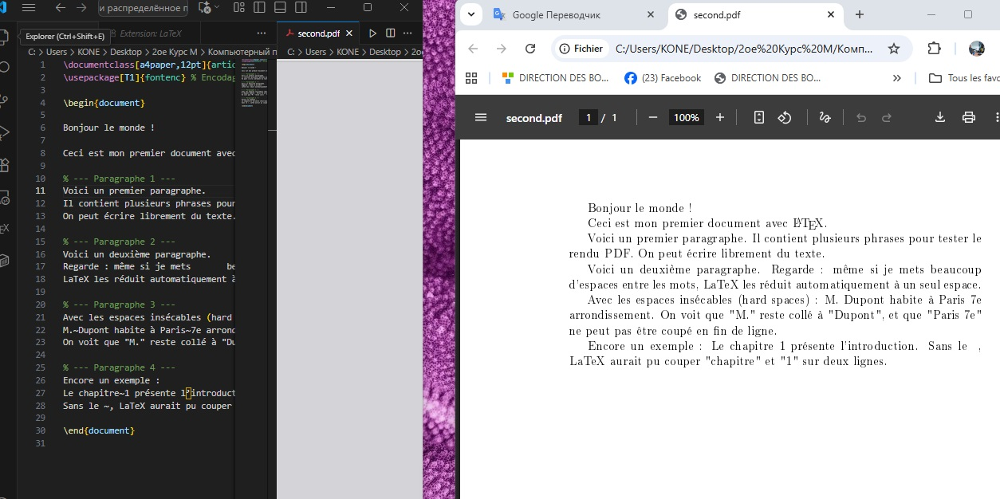 и распределённое п
Explorer (Ctrl+Shift+E)
Extension: LaTeX
C: > Users > KONE > Desktop > 2ое Курс М > Компьютерный п
1 \documentclass[a4paper,12pt]{artic
2 \usepackage[T1]{fontenc} % Encodag
3
4 \begin{document}
5
6 Bonjour le monde !
7
8 Ceci est mon premier document avec
9
10 % --- Paragraphe 1 ---
11 Voici un premier paragraphe.
12 Il contient plusieurs phrases pour
13 On peut écrire librement du texte.
14
15 % --- Paragraphe 2 ---
16 Voici un deuxième paragraphe.
17 Regarde : même si je mets be
18 LaTeX les réduit automatiquement à
19
20 % --- Paragraphe 3 ---
21 Avec les espaces insécables (hard
22 M.~Dupont habite à Paris~7e arrond
23 On voit que "M." reste collé à "Du
24
25 % --- Paragraphe 4 ---
26 Encore un exemple :
27 Le chapitre~1 présente l’introduct
28 Sans le ~, LaTeX aurait pu couper
29
30 \end{document}
31
second.pdf
C: > Users > KONE > Desktop > 2ое
Google Переводчик
second.pdf
Fichier C:/Users/KONE/Desktop/2oe%20Курс%20M/Комп...
DIRECTION DES BO... (23) Facebook DIRECTION DES BO... » Tous les favo
second.pdf 1 / 1 100%
Bonjour le monde !
Ceci est mon premier document avec LATEX.
Voici un premier paragraphe. Il contient plusieurs phrases pour tester le
rendu PDF. On peut écrire librement du texte.
Voici un deuxième paragraphe. Regarde : même si je mets beaucoup
d'espaces entre les mots, LaTeX les réduit automatiquement à un seul espace.
Avec les espaces insécables (hard spaces) : M. Dupont habite à Paris 7e
arrondissement. On voit que "M." reste collé à "Dupont", et que "Paris 7e"
ne peut pas être coupé en fin de ligne.
Encore un exemple : Le chapitre 1 présente l'introduction. Sans le ,
LaTeX aurait pu couper "chapitre" et "1" sur deux lignes.